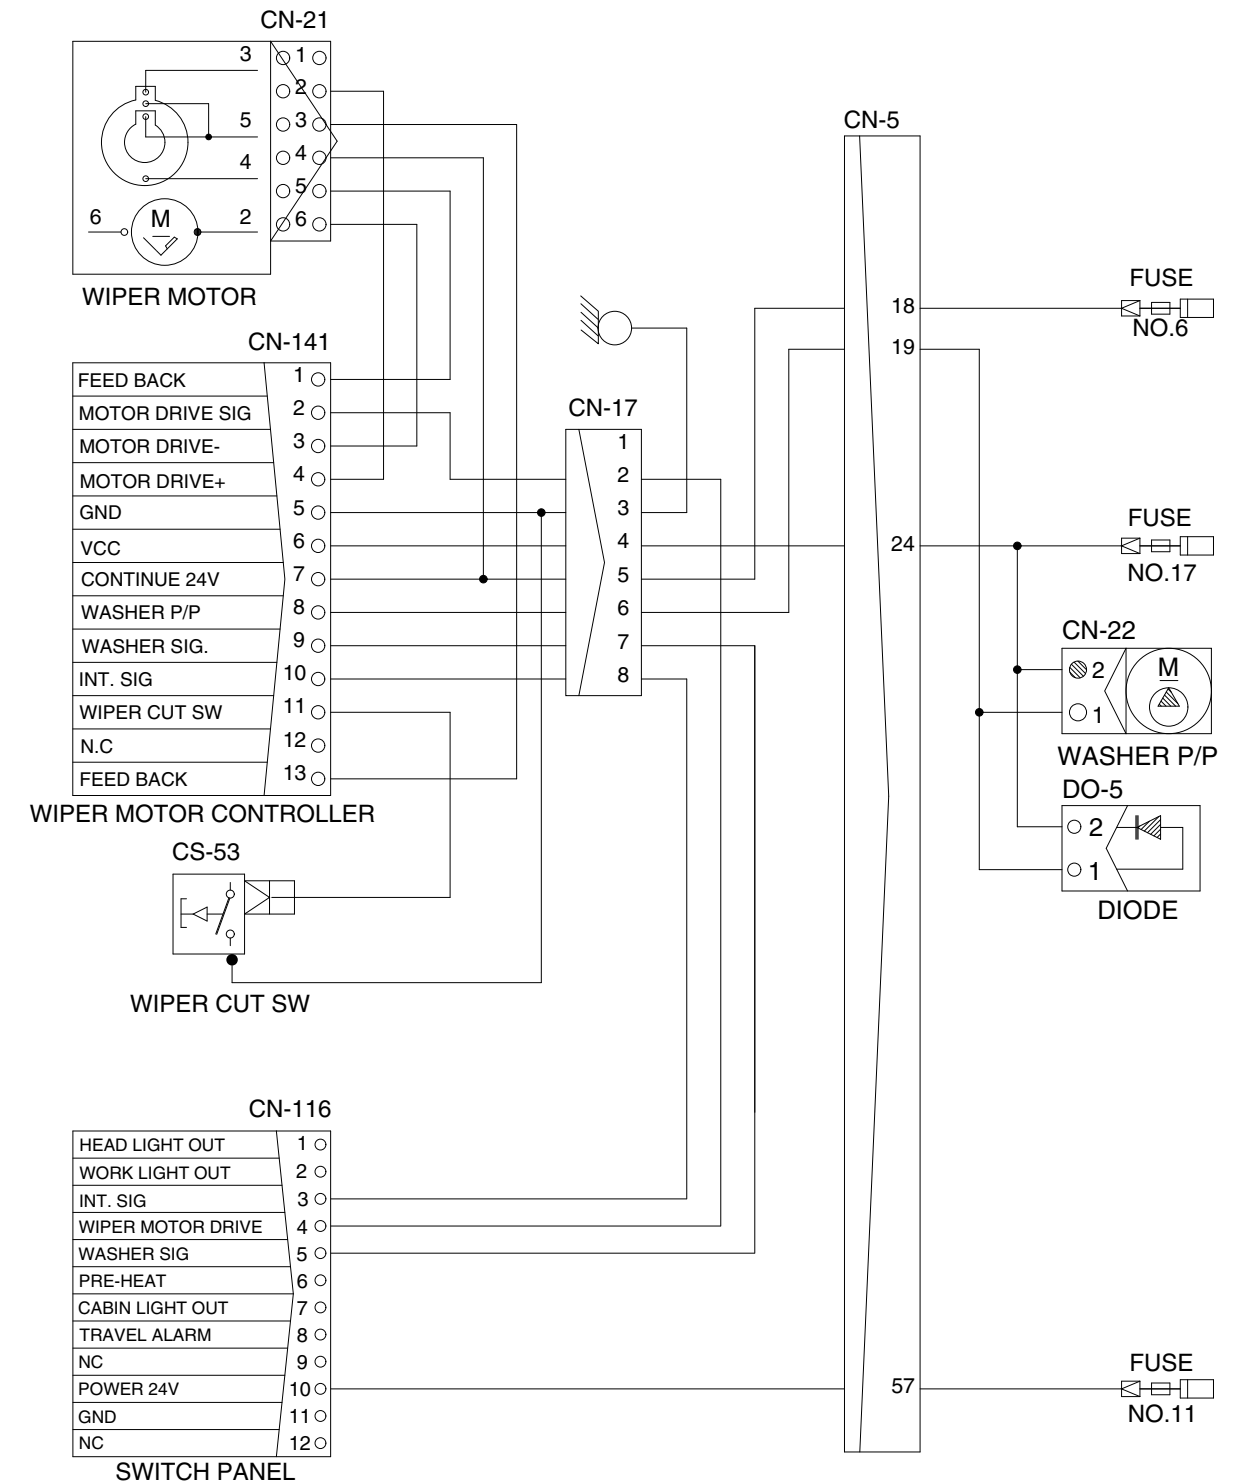 CN-21
3
5
4
6
M
2
1
2
3
4
5
6
WIPER MOTOR
CN-141
FEED BACK 1
MOTOR DRIVE SIG 2
MOTOR DRIVE- 3
MOTOR DRIVE+ 4
GND 5
VCC 6
CONTINUE 24V 7
WASHER P/P 8
WASHER SIG. 9
INT. SIG 10
WIPER CUT SW 11
N.C 12
FEED BACK 13
WIPER MOTOR CONTROLLER
CS-53
WIPER CUT SW
CN-116
HEAD LIGHT OUT 1
WORK LIGHT OUT 2
INT. SIG 3
WIPER MOTOR DRIVE 4
WASHER SIG 5
PRE-HEAT 6
CABIN LIGHT OUT 7
TRAVEL ALARM 8
NC 9
POWER 24V 10
GND 11
NC 12
SWITCH PANEL
CN-17
1
2
3
4
5
6
7
8
CN-5
18
19
24
57
FUSE
NO.6
FUSE
NO.17
CN-22
2
M
1
WASHER P/P
DO-5
2
1
DIODE
FUSE
NO.11